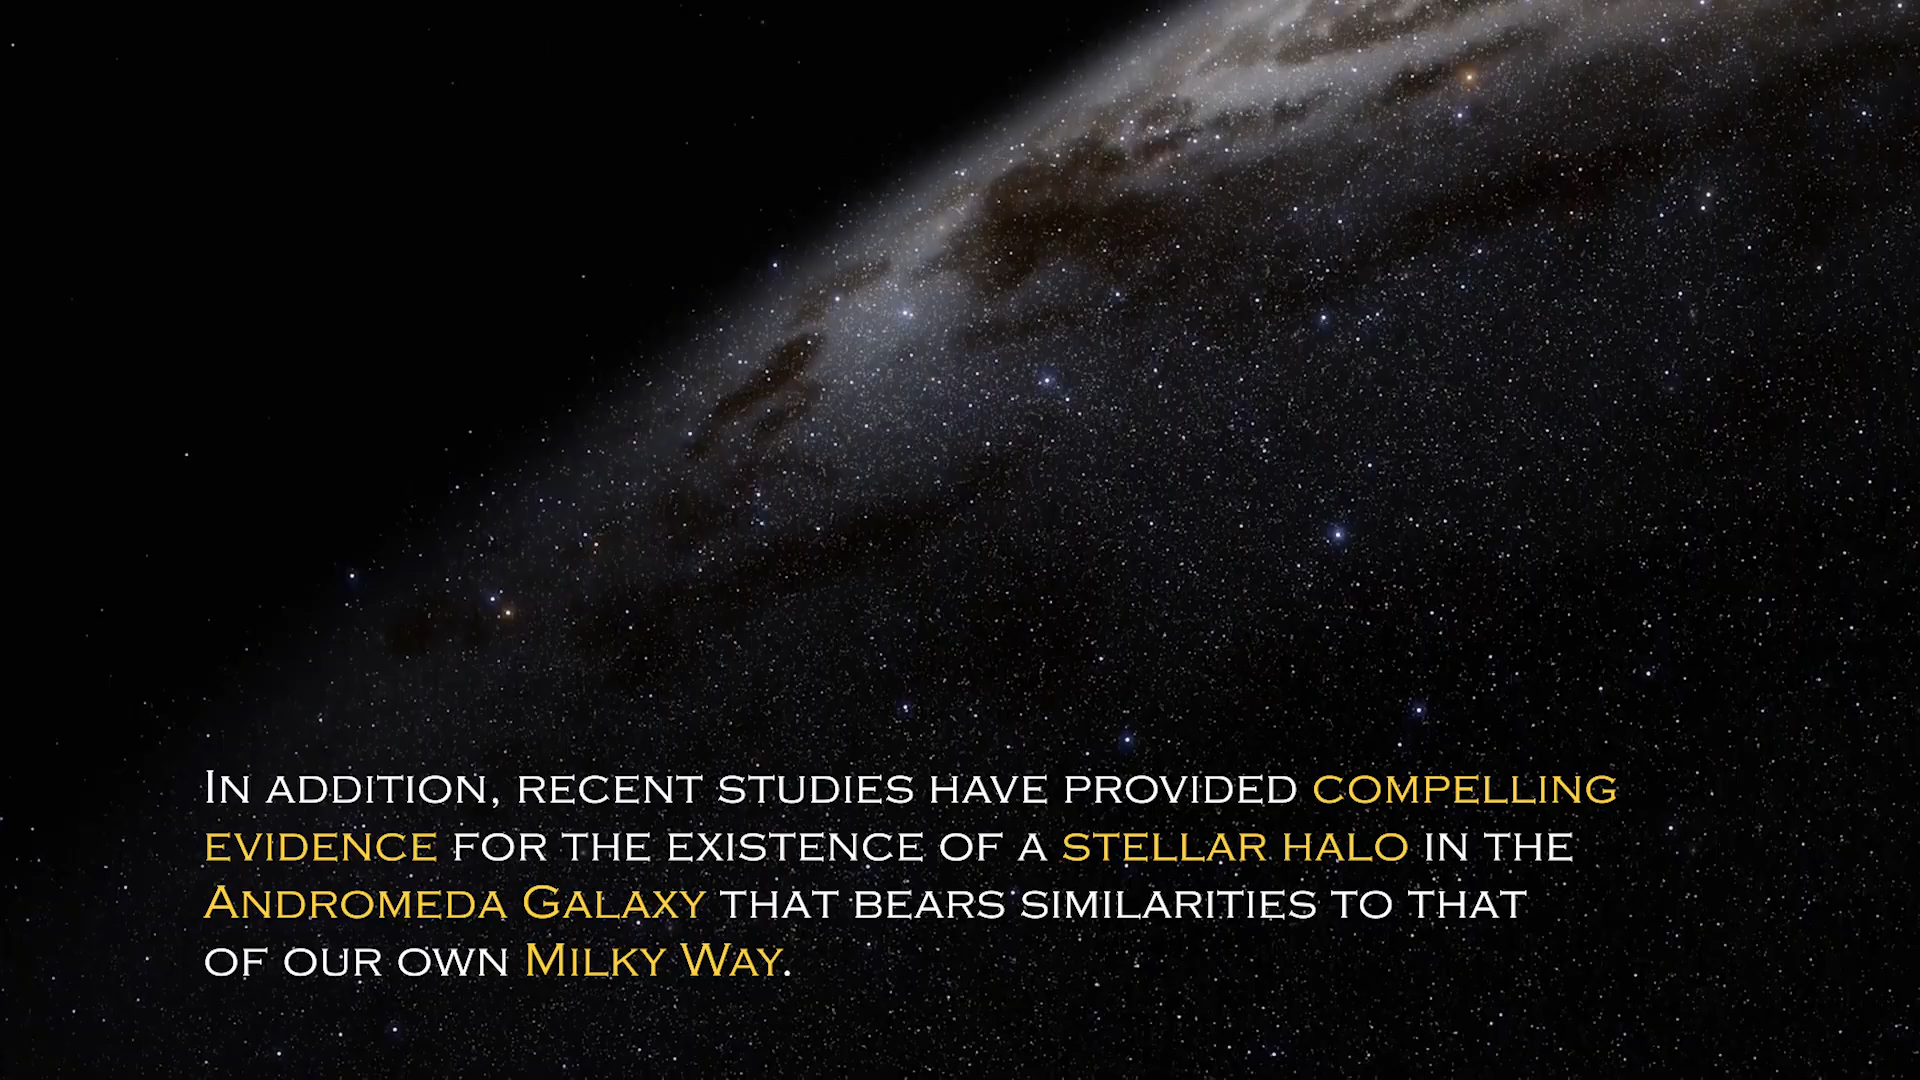 In addition, recent studies have provided compelling
evidence for the existence of a stellar halo in the
Andromeda Galaxy that bears similarities to that
of our own Milky Way.